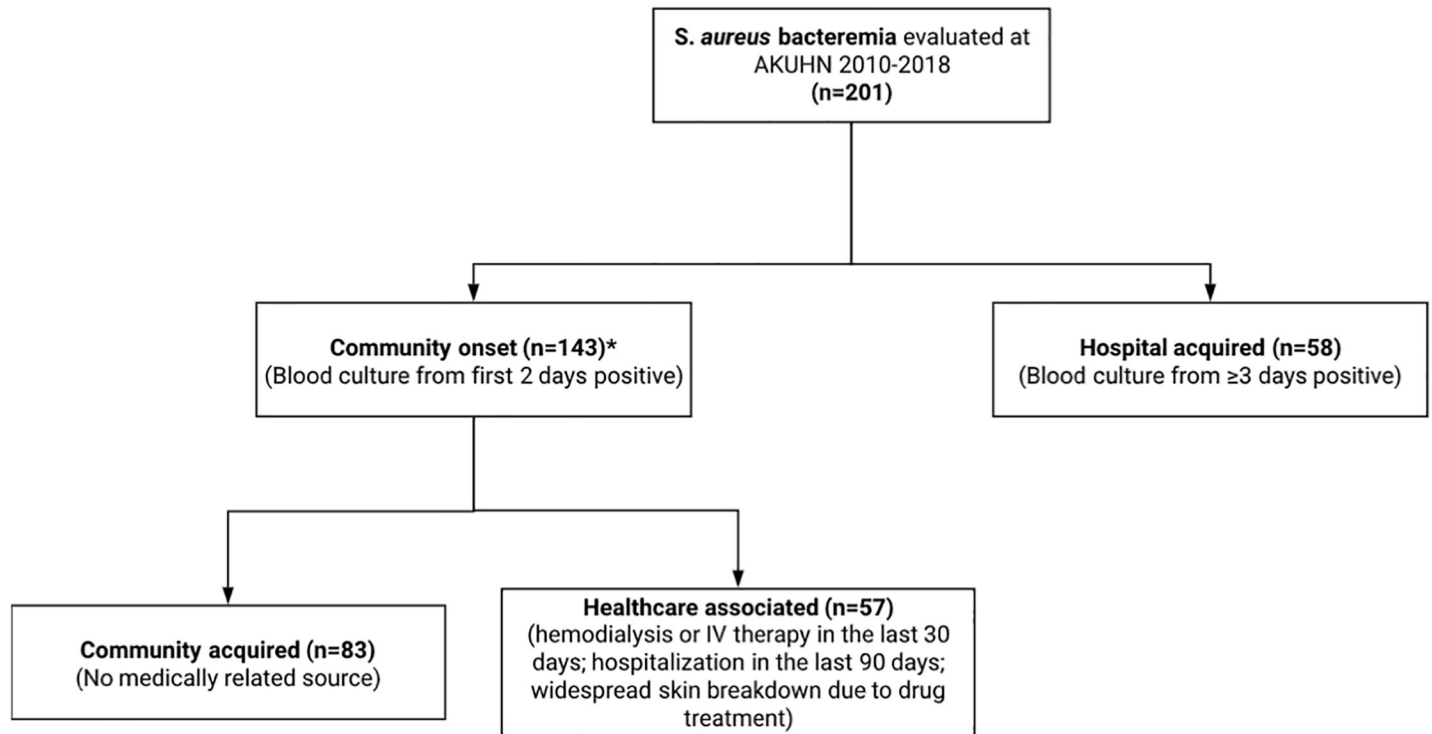 S. aureus bacteremia evaluated at
AKUHN 2010-2018
(n=201)
Community onset (n=143)*
(Blood culture from first 2 days positive)
Hospital acquired (n=58)
(Blood culture from ≥3 days positive)
Community acquired (n=83)
(No medically related source)
Healthcare associated (n=57)
(hemodialysis or IV therapy in the last 30
days; hospitalization in the last 90 days;
widespread skin breakdown due to drug
treatment)